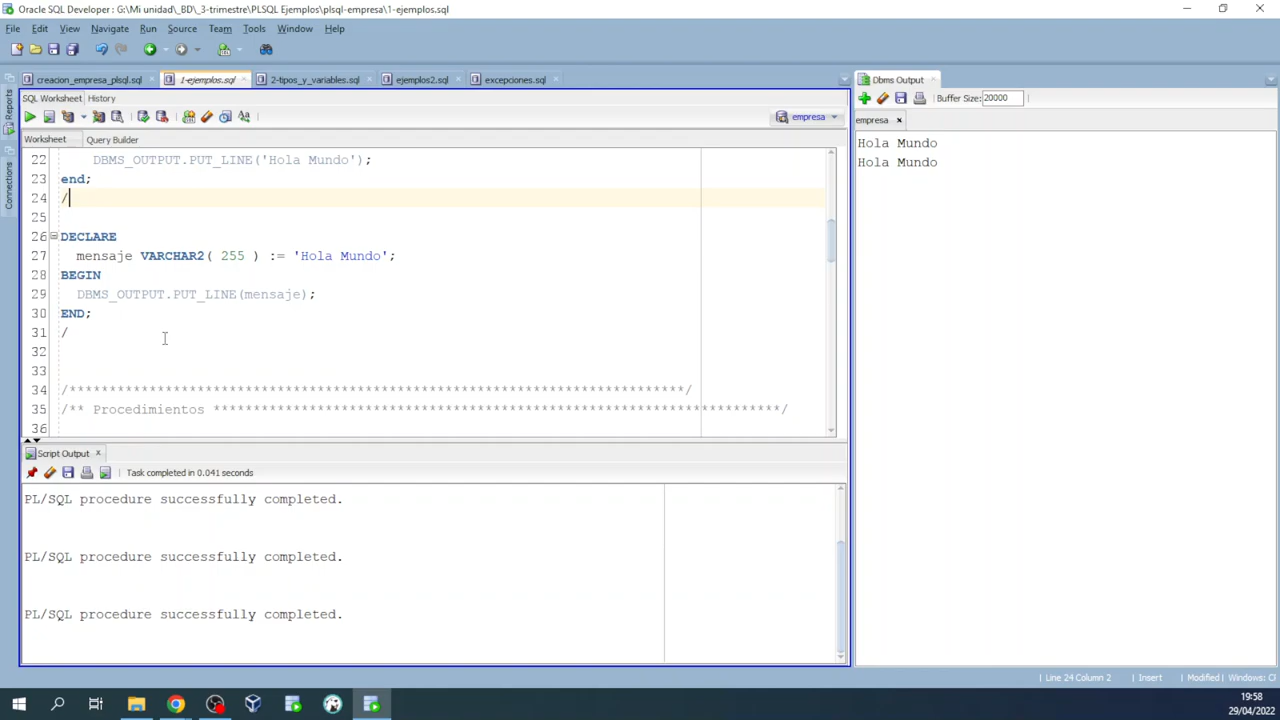 Oracle SQL Developer : G:\Mi unidad\_BD\_3-trimestre\PLSQL Ejemplos\plsql-empresa\1-ejemplos.sql
File Edit View Navigate Run Source Team Tools Window Help
creacion_empresa_plsql.sql 1-ejemplos.sql 2-tipos_y_variables.sql ejemplos2.sql excepciones.sql
Dbms Output
SQL Worksheet History
Buffer Size: 20000
empresa
empresa
Worksheet Query Builder
Reports
Connections
22 DBMS_OUTPUT.PUT_LINE('Hola Mundo');
23 end;
24 /
25
26 DECLARE
27 mensaje VARCHAR2( 255 ) := 'Hola Mundo';
28 BEGIN
29 DBMS_OUTPUT.PUT_LINE(mensaje);
30 END;
31 /
32
33
34 /*****************************************************************************/
35 /** Procedimientos ***********************************************************************/
36
Hola Mundo
Hola Mundo
Script Output
Task completed in 0.041 seconds
PL/SQL procedure successfully completed.
PL/SQL procedure successfully completed.
PL/SQL procedure successfully completed.
Line 24 Column 2 Insert Modified Windows: Cl
19:58
29/04/2022